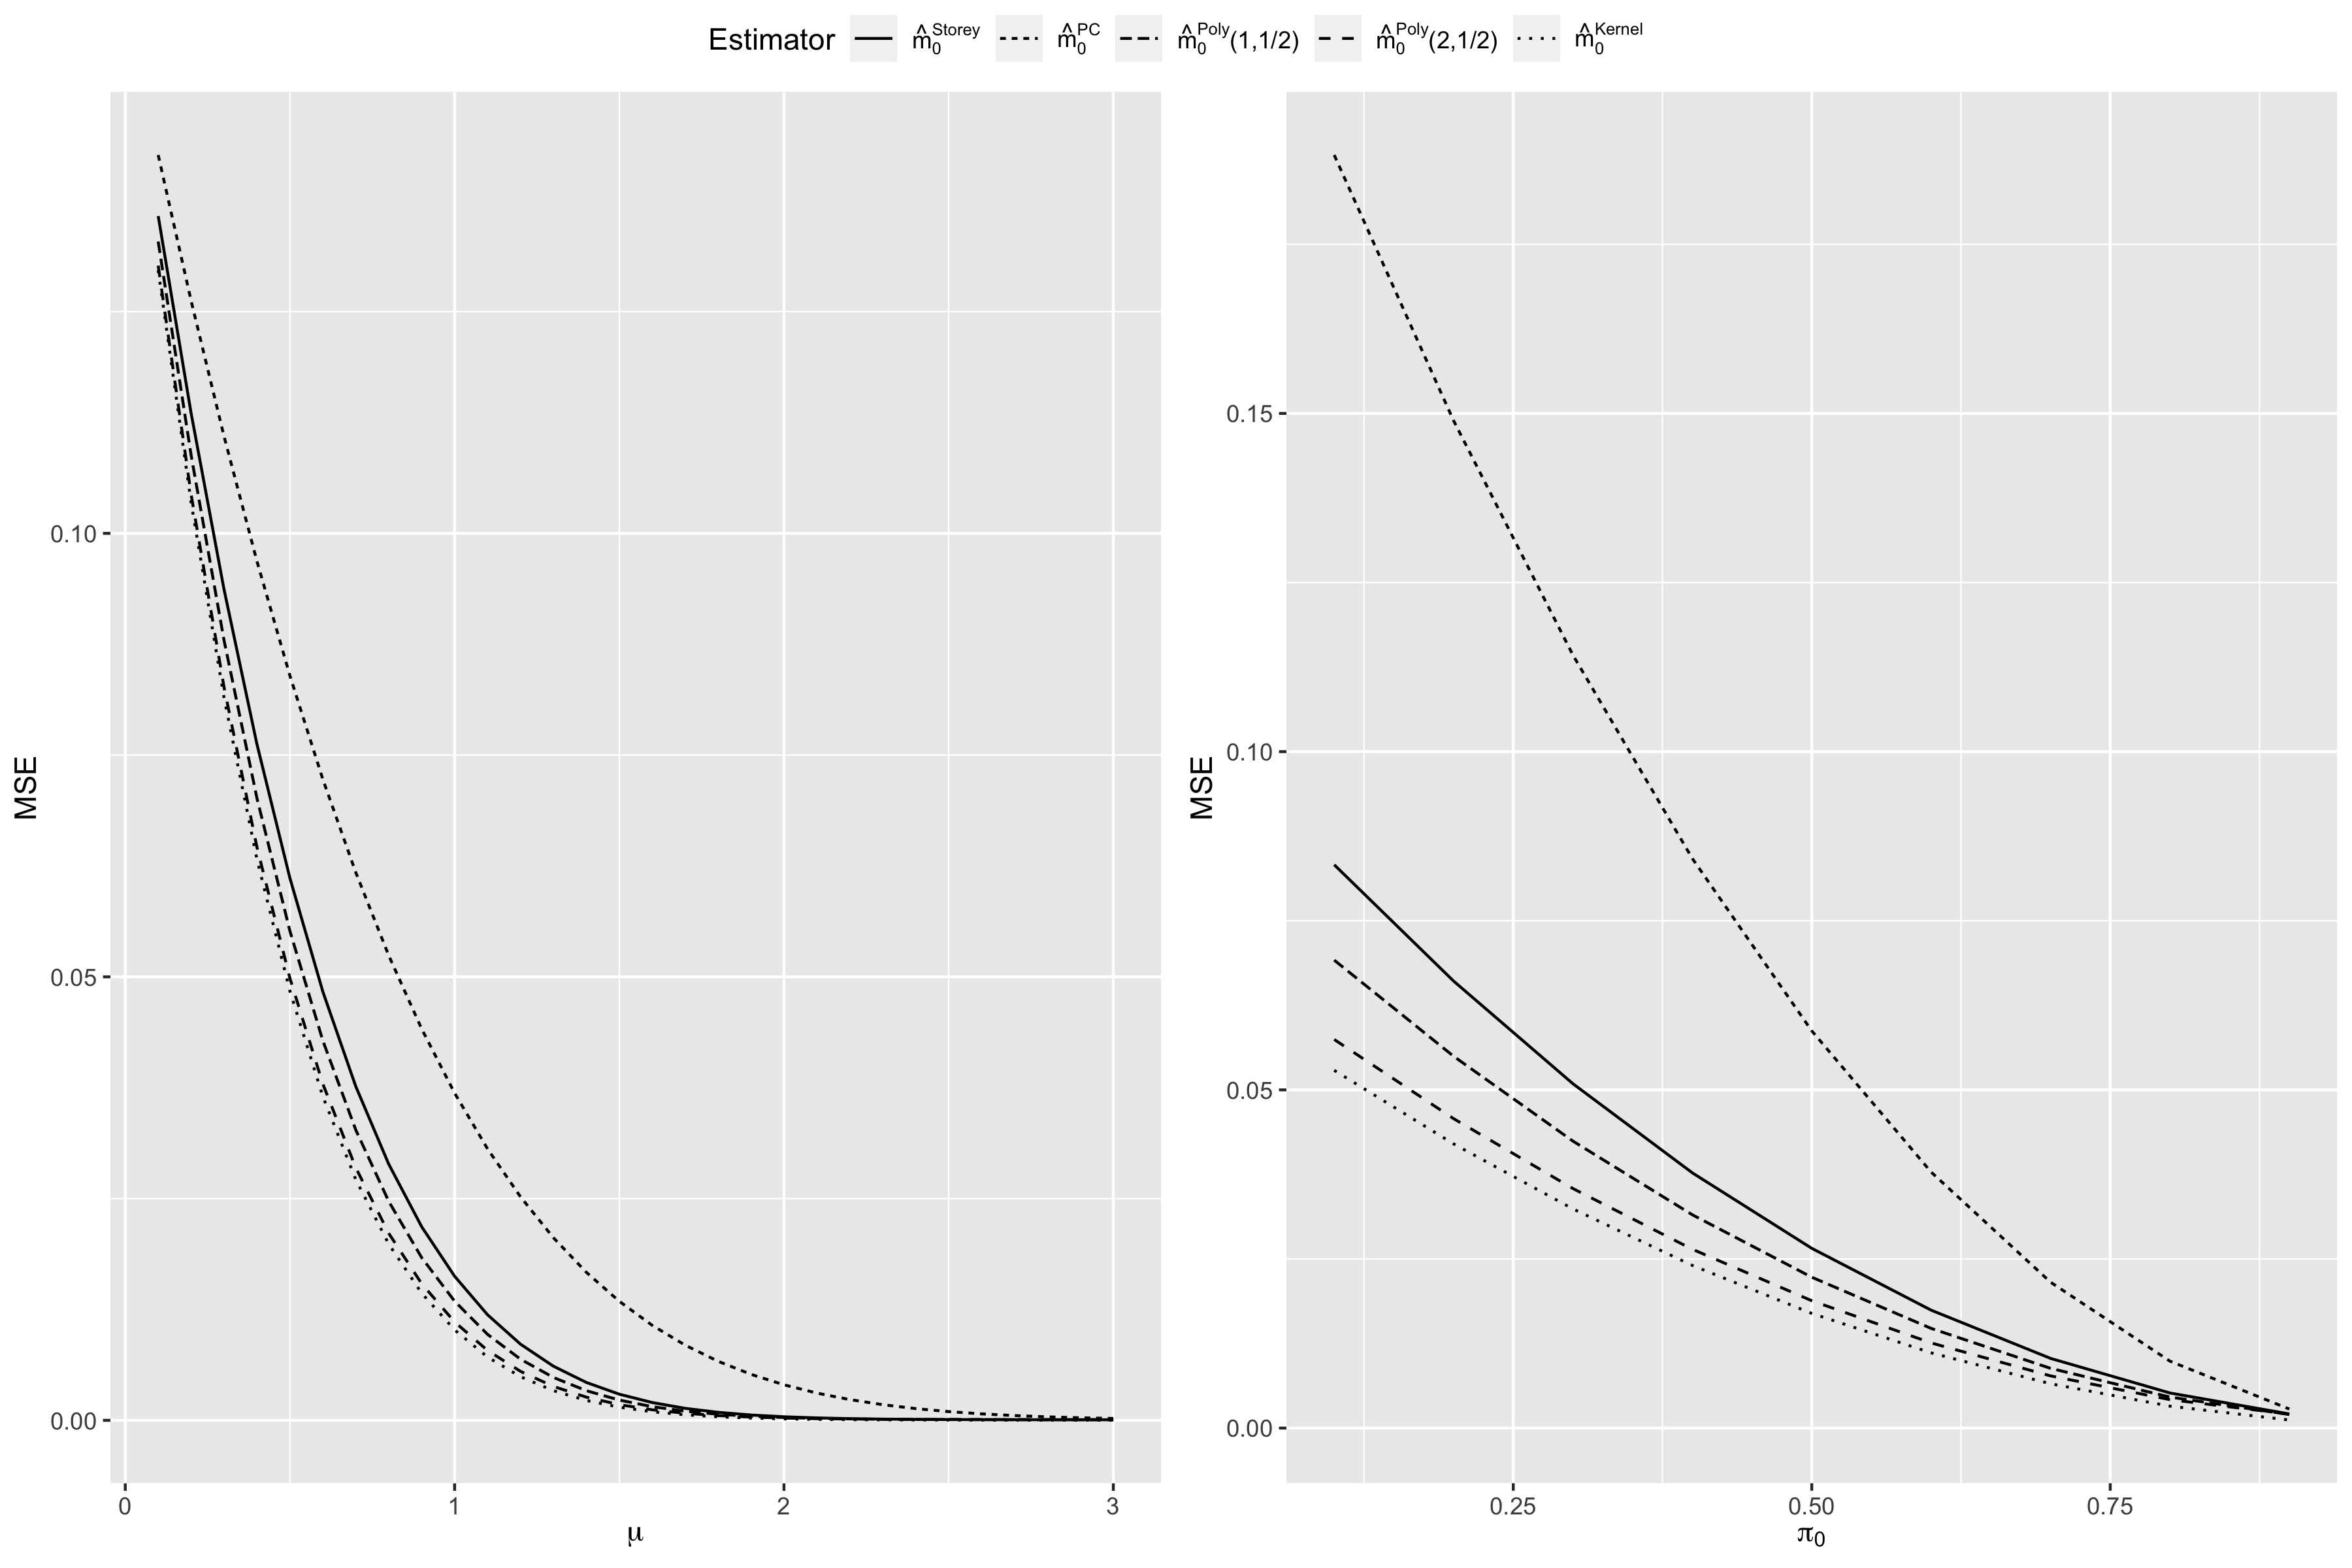 Estimator m̂₀^Storey m̂₀^PC m̂₀^Poly(1,1/2) m̂₀^Poly(2,1/2) m̂₀^Kernel
MSE
0.10
0.05
0.00
0 1 2 3
μ
MSE
0.15
0.10
0.05
0.00
0.25 0.50 0.75
π₀